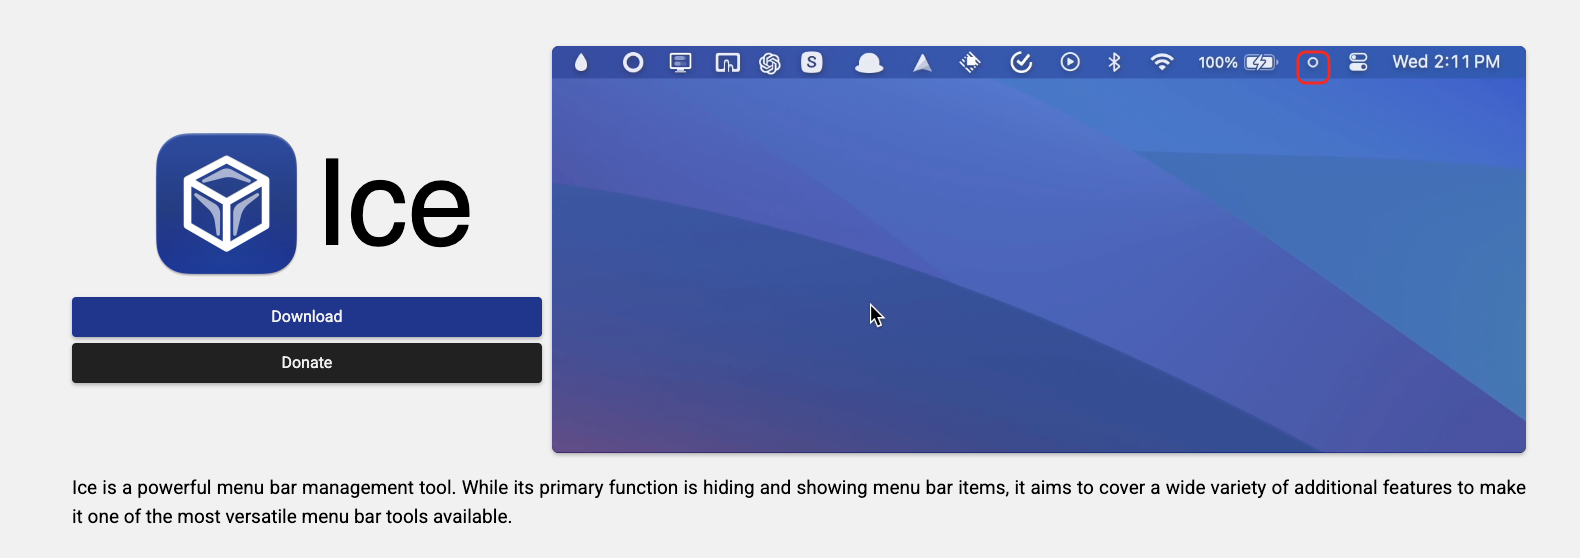 S
100%
Wed 2:11 PM
Ice
Download
Donate
Ice is a powerful menu bar management tool. While its primary function is hiding and showing menu bar items, it aims to cover a wide variety of additional features to make
it one of the most versatile menu bar tools available.